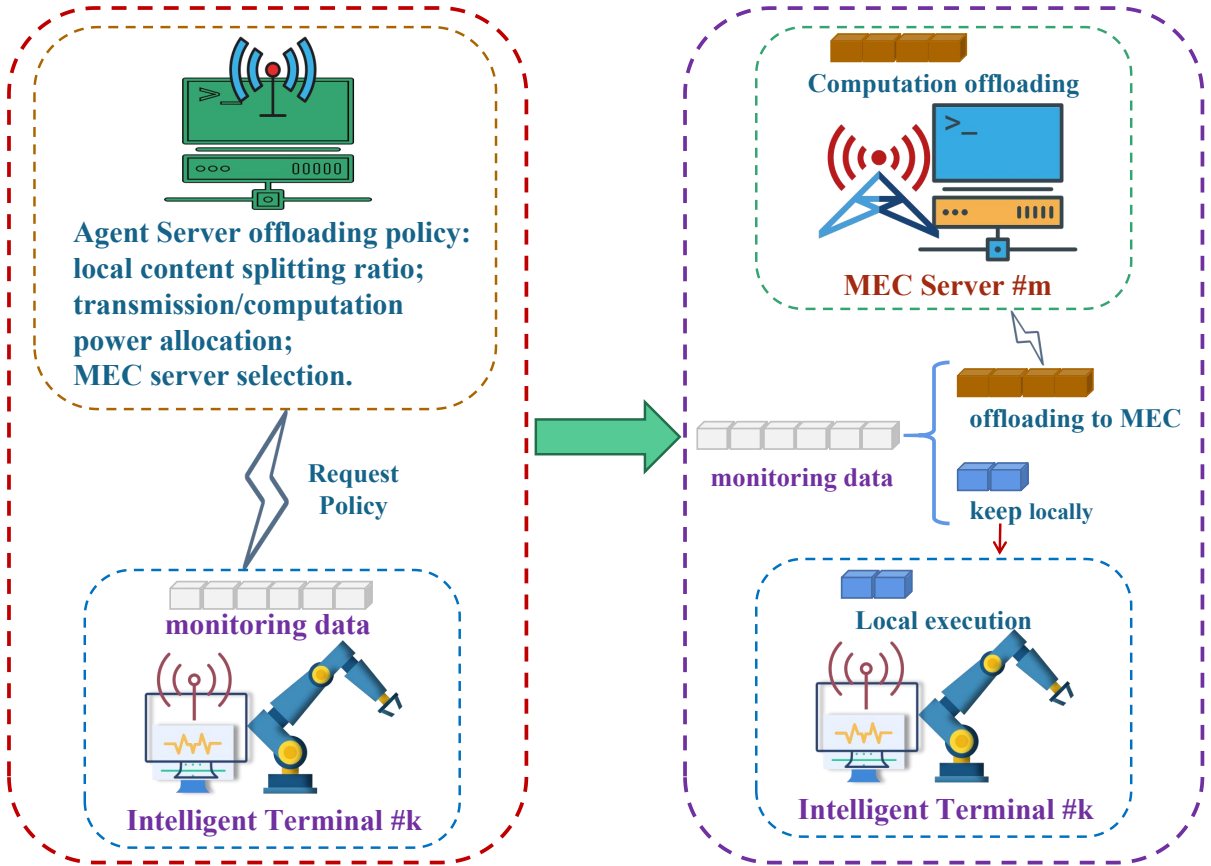 >_
Agent Server offloading policy:
local content splitting ratio;
transmission/computation
power allocation;
MEC server selection.
Request
Policy
monitoring data
Intelligent Terminal #k
Computation offloading
>_
MEC Server #m
offloading to MEC
monitoring data
keep locally
Local execution
Intelligent Terminal #k